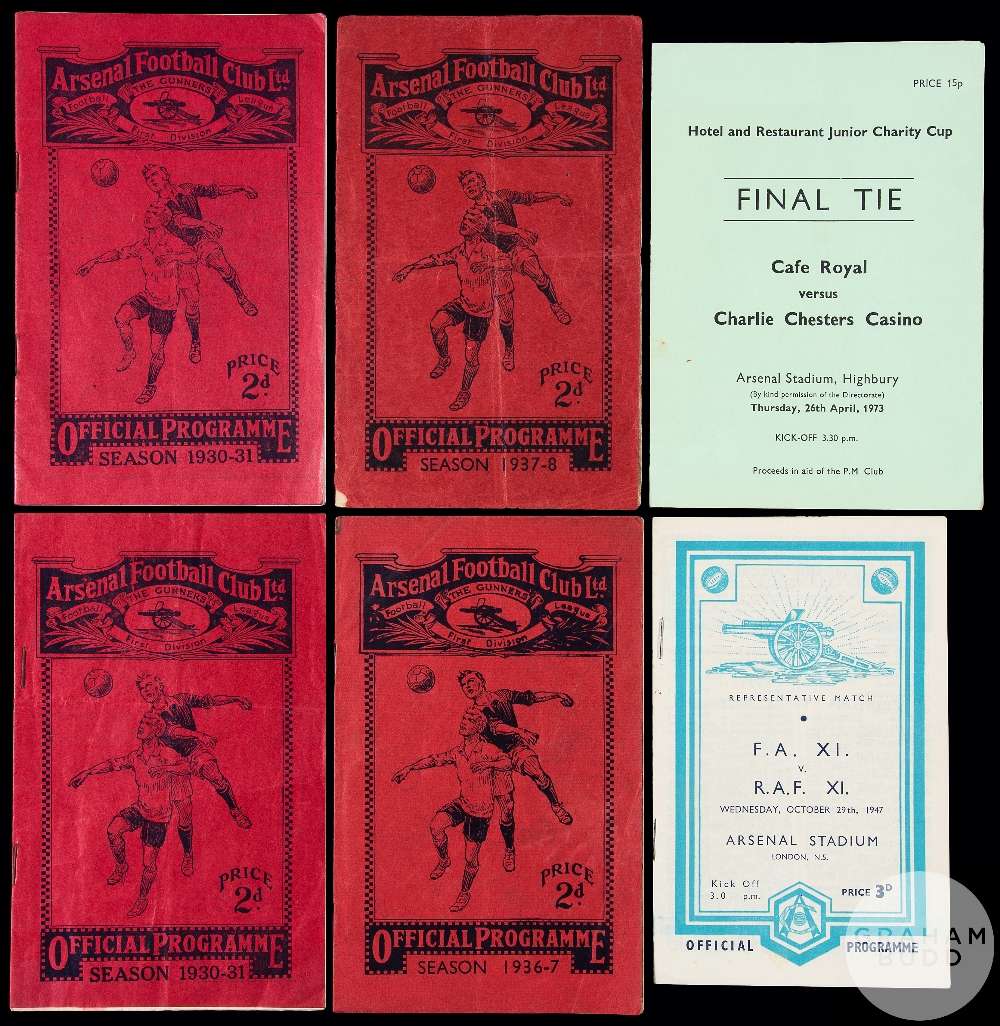 Arsenal Football Club Ltd.
THE GUNNERS
Football League
First Division
PRICE
2d.
OFFICIAL PROGRAMME
SEASON 1930-31
Arsenal Football Club Ltd
THE GUNNERS
Football League
First Division
PRICE
2d.
OFFICIAL PROGRAMME
SEASON 1937-8
PRICE 15p
Hotel and Restaurant Junior Charity Cup
FINAL TIE
Cafe Royal
versus
Charlie Chesters Casino
Arsenal Stadium, Highbury
(By kind permission of the Directorate)
Thursday, 26th April, 1973
KICK-OFF 3.30 p.m.
Proceeds in aid of the P.M Club
Arsenal Football Club Ltd
THE GUNNERS
Football League
First Division
PRICE
2d.
OFFICIAL PROGRAMME
SEASON 1930-31
Arsenal Football Club Ltd
THE GUNNERS
Football League
First Division
PRICE
2d.
OFFICIAL PROGRAMME
SEASON 1936-7
REPRESENTATIVE MATCH
F.A. XI.
v.
R.A.F. XI.
WEDNESDAY, OCTOBER 29th, 1947
ARSENAL STADIUM
LONDON, N.5.
Kick Off
3.0 p.m.
PRICE 3D
OFFICIAL PROGRAMME
GRAHAM
BUDD